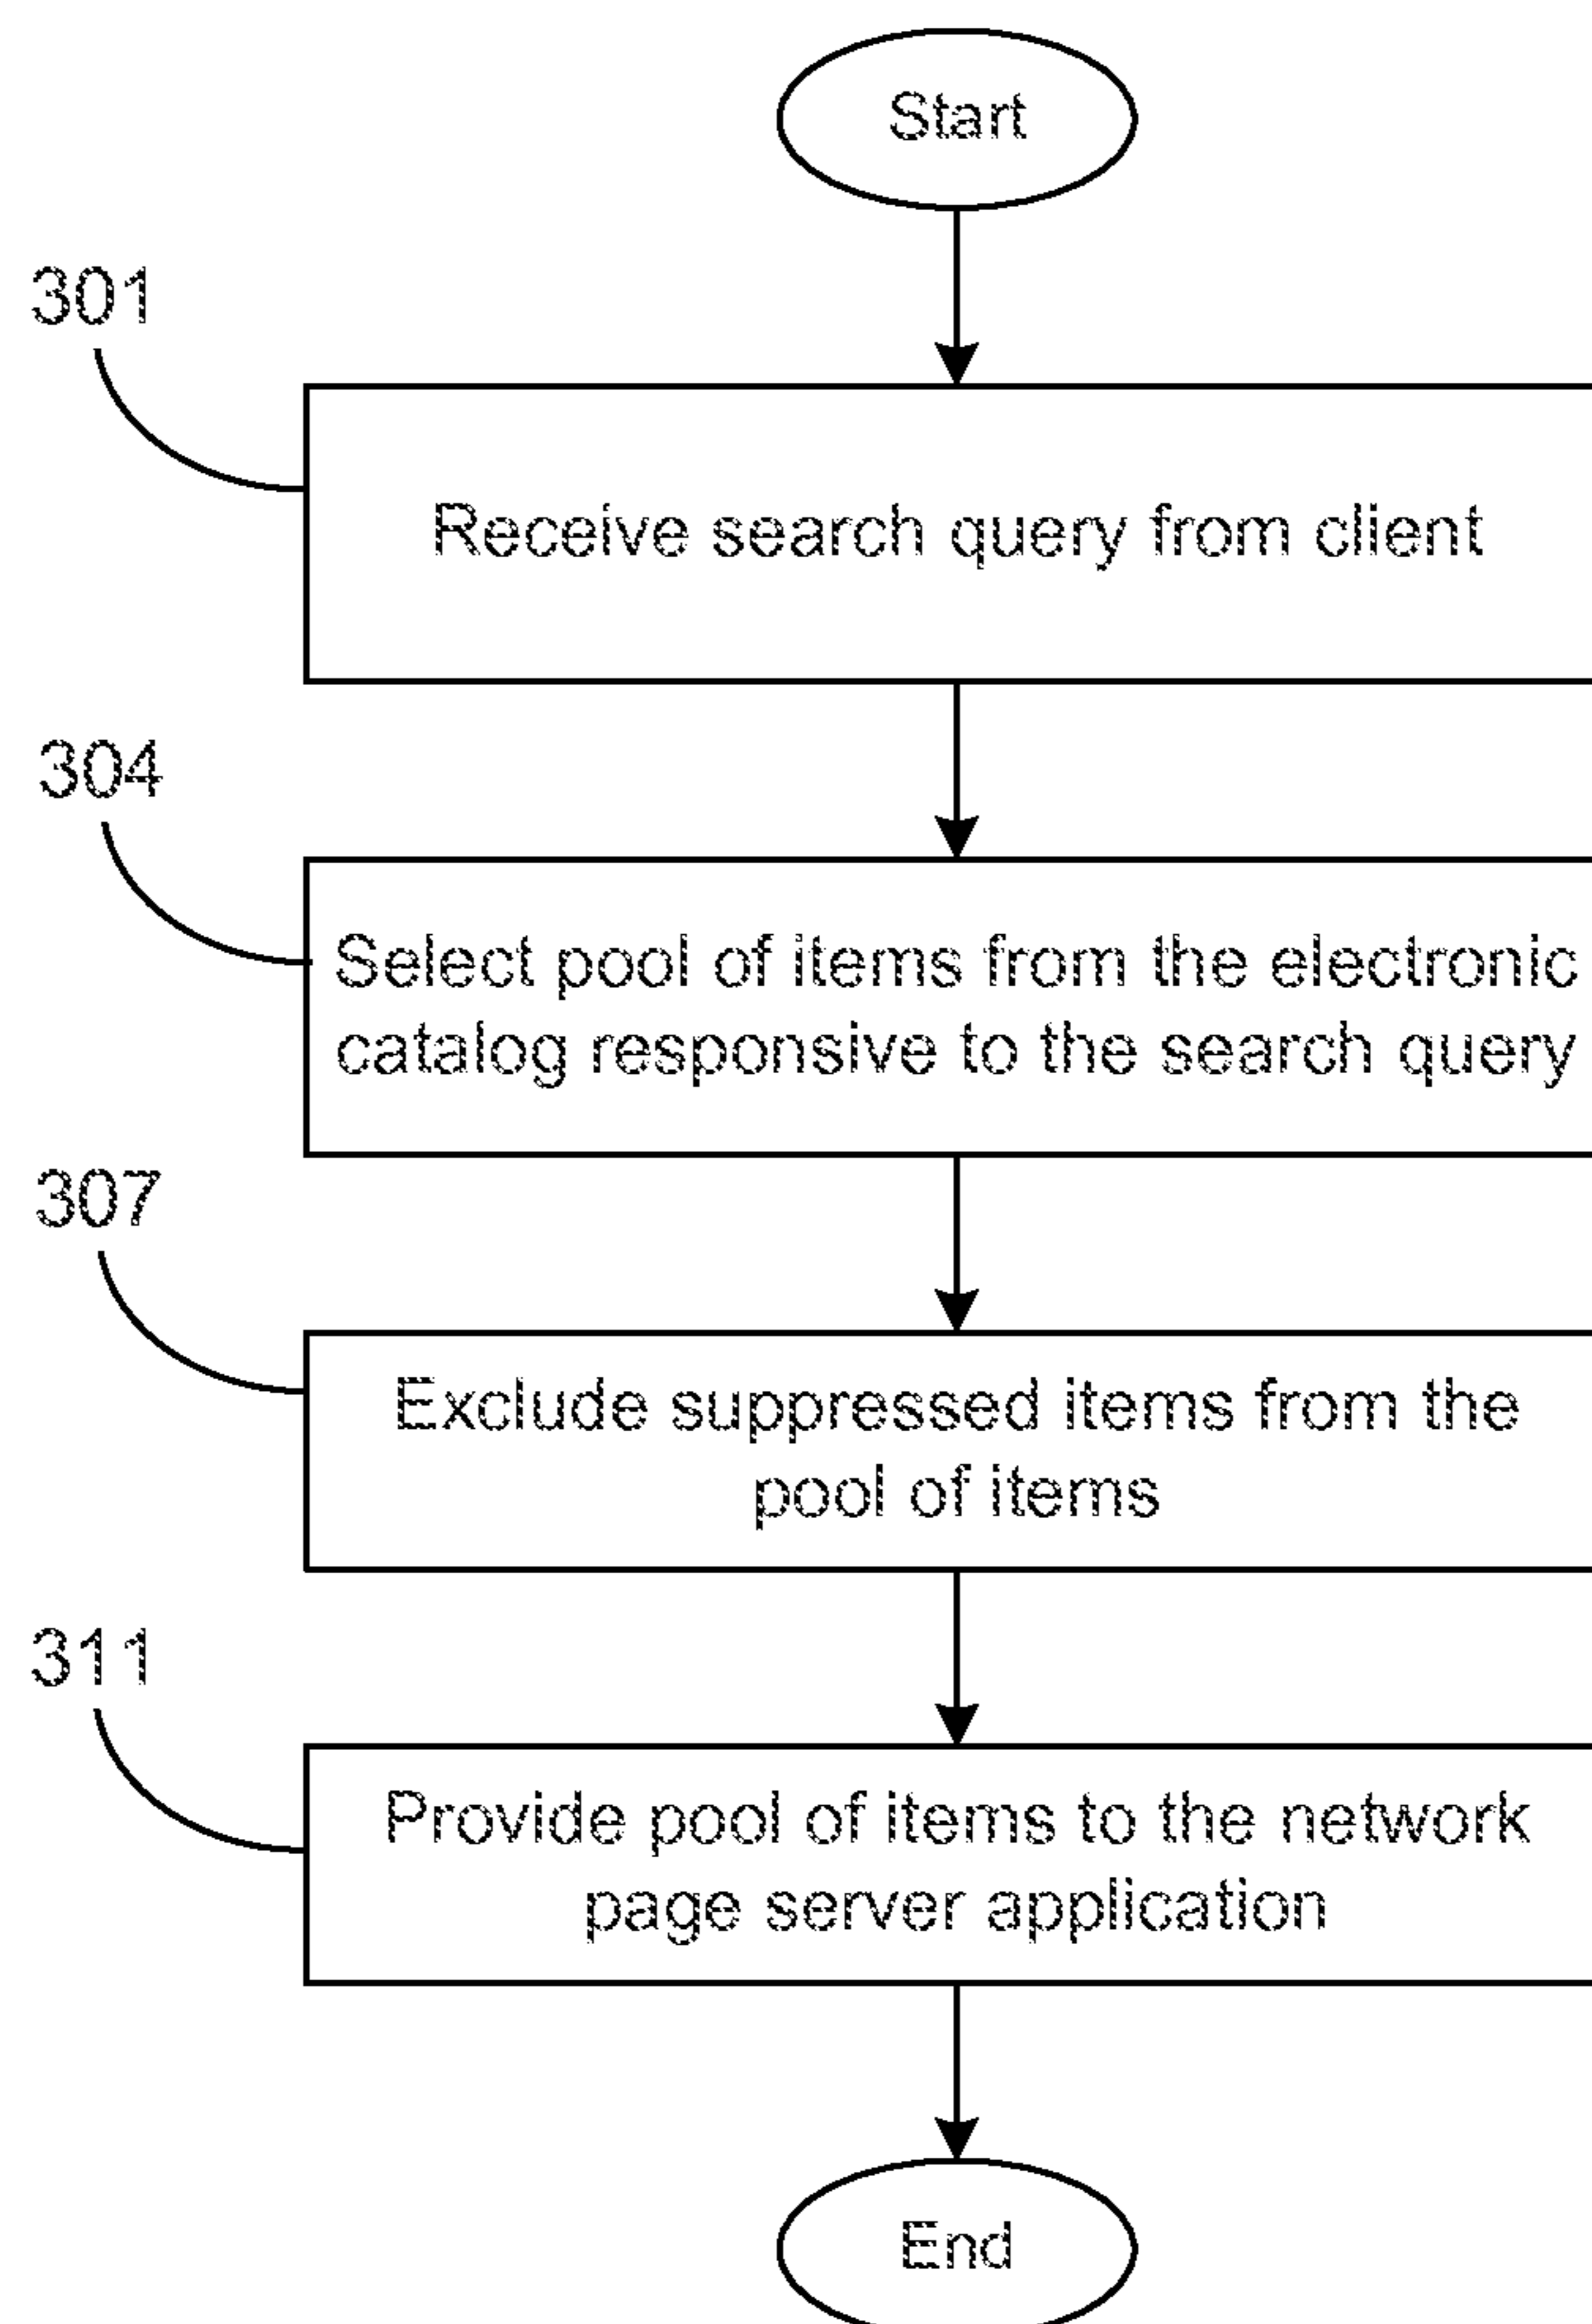 Start
301
Receive search query from client
304
Select pool of items from the electronic
catalog responsive to the search query
307
Exclude suppressed items from the
pool of items
311
Provide pool of items to the network
page server application
End